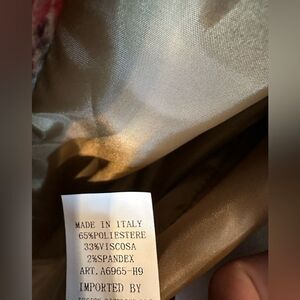 MADE IN ITALY
65%POLIESTERE
33%VISCOSA
2%SPANDEX
ART. A6965-H9
IMPORTED BY